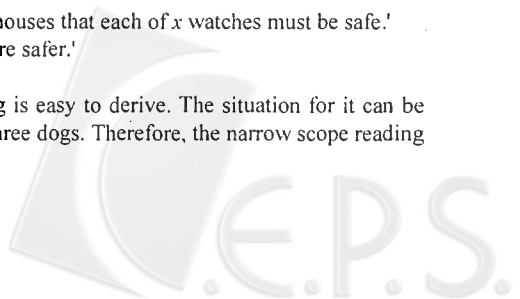 houses that each of x watches must be safe.'
re safer.'
g is easy to derive. The situation for it can be
hree dogs. Therefore, the narrow scope reading
C.E.P.S.